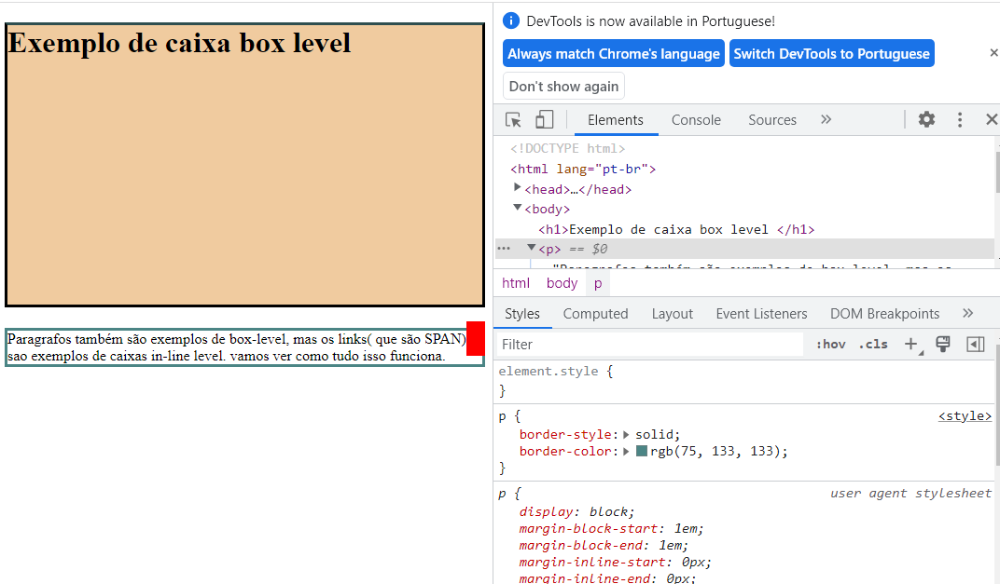 Exemplo de caixa box level
Paragrafos também são exemplos de box-level, mas os links( que são SPAN)
sao exemplos de caixas in-line level. vamos ver como tudo isso funciona.
DevTools is now available in Portuguese!
Always match Chrome's language
Switch DevTools to Portuguese
Don't show again
Elements Console Sources
<!DOCTYPE html>
<html lang="pt-br">
<head>…</head>
<body>
<h1>Exemplo de caixa box level </h1>
<p> == $0
"Paragrafos também são exemplos de box-level, mas os
html body p
Styles Computed Layout Event Listeners DOM Breakpoints
Filter :hov .cls
element.style {
}
p { <style>
border-style: solid;
border-color: rgb(75, 133, 133);
}
p { user agent stylesheet
display: block;
margin-block-start: 1em;
margin-block-end: 1em;
margin-inline-start: 0px;
margin-inline-end: 0px;